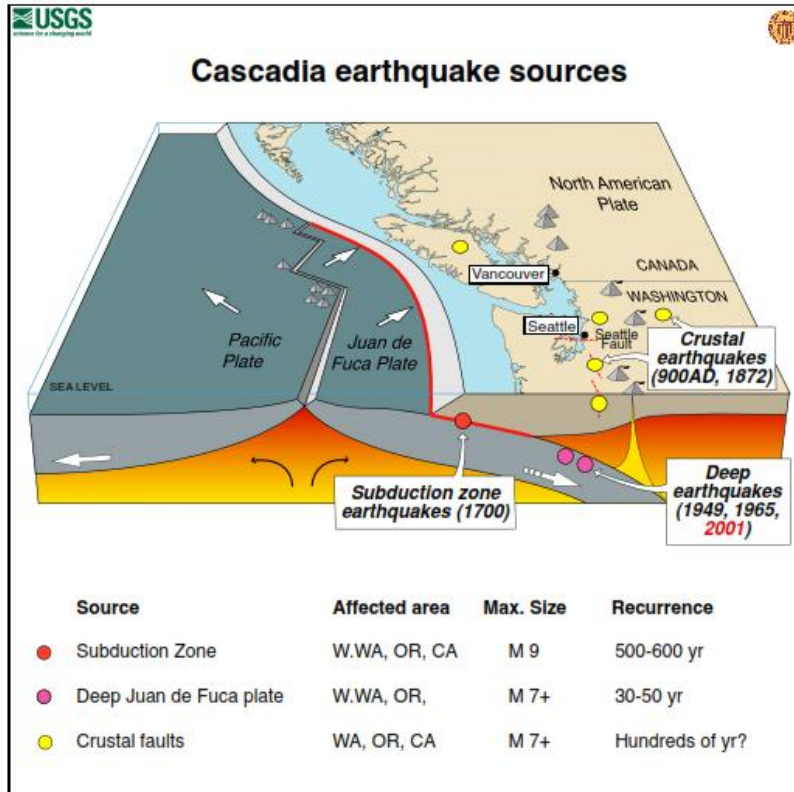 USGS
science for a changing world
Cascadia earthquake sources
North American
Plate
CANADA
Vancouver
WASHINGTON
Seattle
Seattle
Fault
Pacific
Plate
Juan de
Fuca Plate
Crustal
earthquakes
(900AD, 1872)
SEA LEVEL
Subduction zone
earthquakes (1700)
Deep
earthquakes
(1949, 1965,
2001)
Source Affected area Max. Size Recurrence
Subduction Zone W.WA, OR, CA M 9 500-600 yr
Deep Juan de Fuca plate W.WA, OR, M 7+ 30-50 yr
Crustal faults WA, OR, CA M 7+ Hundreds of yr?